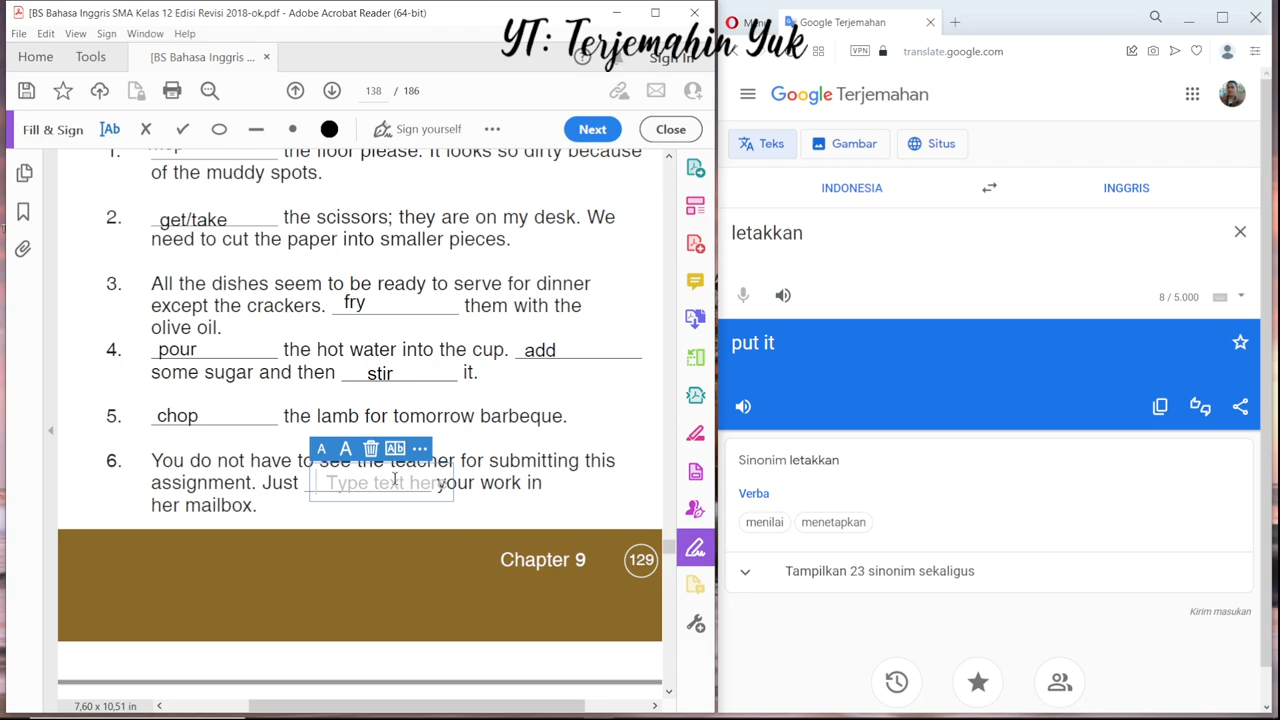 [BS Bahasa Inggris SMA Kelas 12 Edisi Revisi 2018-ok.pdf - Adobe Acrobat Reader (64-bit)
File Edit View Sign Window Help
Home Tools
[BS Bahasa Inggris ... ×
Sign In
YT: Terjemahin Yuk
138 / 186
Fill & Sign
Ab
Sign yourself
Next
Close
1. the floor please. It looks so dirty because
of the muddy spots.
2. get/take the scissors; they are on my desk. We
need to cut the paper into smaller pieces.
3. All the dishes seem to be ready to serve for dinner
except the crackers. fry them with the
olive oil.
4. pour the hot water into the cup. add
some sugar and then stir it.
5. chop the lamb for tomorrow barbeque.
A A Ab
6. You do not have to see the teacher for submitting this
assignment. Just Type text here your work in
her mailbox.
Chapter 9 129
7,60 x 10,51 in
Google Terjemahan
VPN translate.google.com
Google Terjemahan
Teks Gambar Situs
INDONESIA INGGRIS
letakkan
8 / 5.000
put it
Sinonim letakkan
Verba
menilai menetapkan
Tampilkan 23 sinonim sekaligus
Kirim masukan